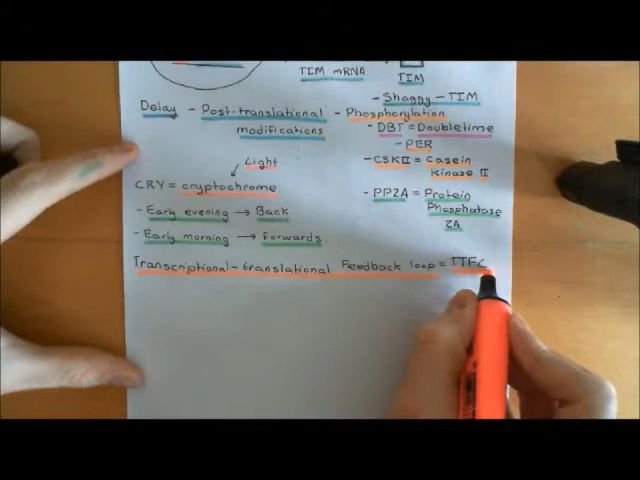 TIM mRNA
TIM
- Shaggy - TIM
Delay - Post-translational modifications - Phosphorylation
- DBT = Doubletime
- PER
- CSKII = Casein Kinase II
- PP2A = Protein Phosphatase 2A
Light
CRY = cryptochrome
- Early evening → Back
- Early morning → Forwards
Transcriptional-translational Feedback loop = TTFL